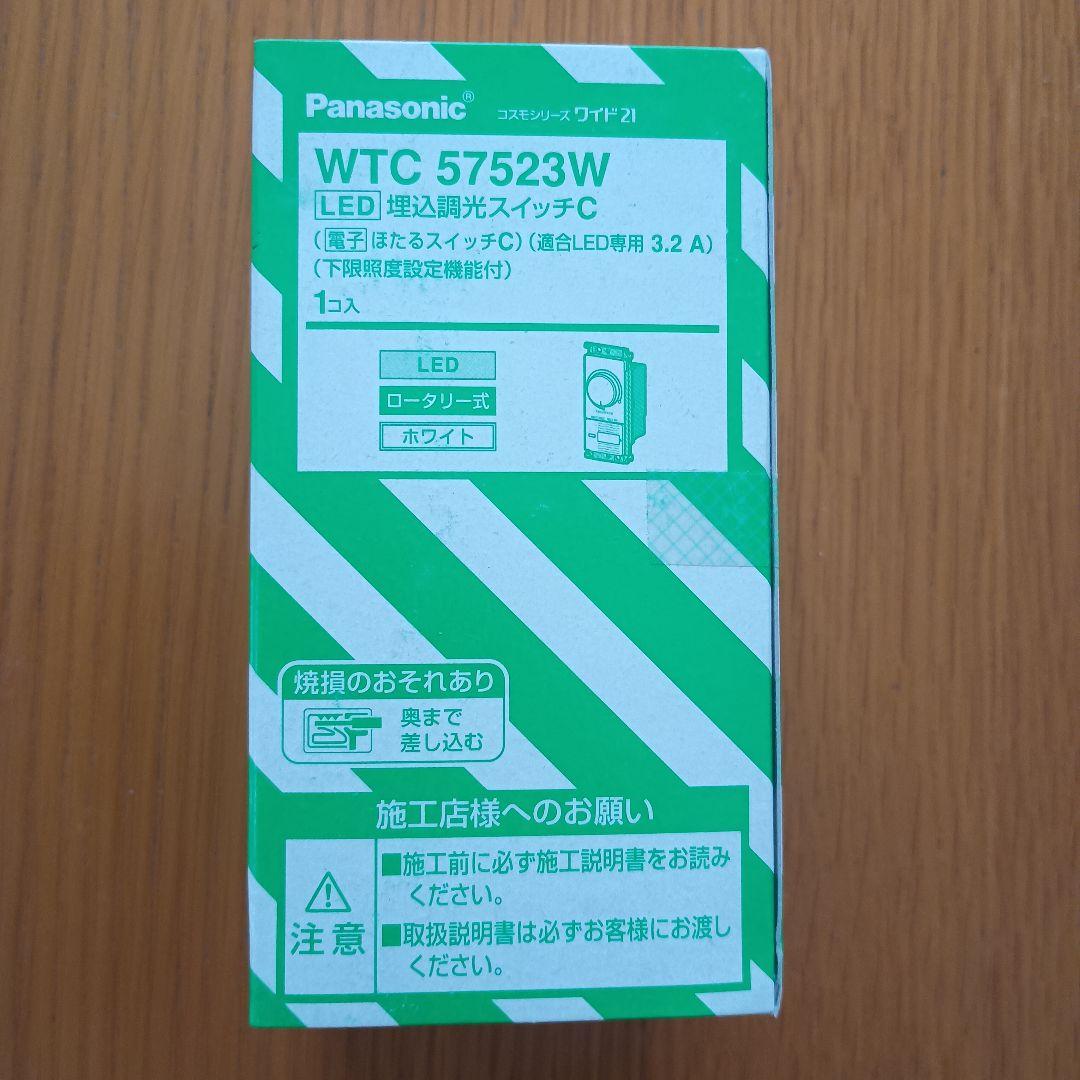 Panasonic® コスモシリーズ ワイド21
WTC 57523W
LED 埋込調光スイッチC
(電子 ほたるスイッチC)(適合LED専用 3.2 A)
(下限照度設定機能付)
1コ入
LED
ロータリー式
ホワイト
焼損のおそれあり
奥まで
差し込む
施工店様へのお願い
注意
■施工前に必ず施工説明書をお読み
ください。
■取扱説明書は必ずお客様にお渡し
ください。